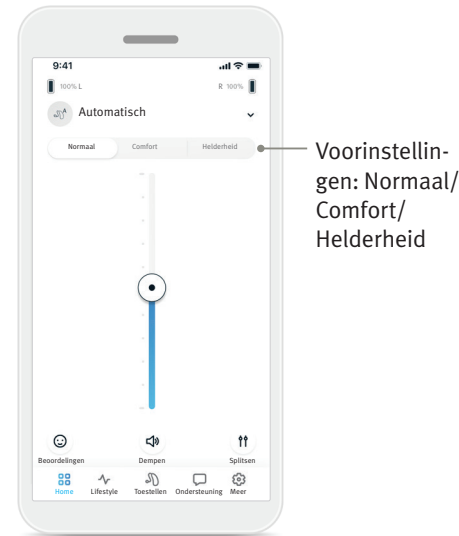 9:41
100% L
R 100%
Automatisch
Normaal Comfort Helderheid
Voorinstellin-
gen: Normaal/
Comfort/
Helderheid
Beoordelingen Dempen Splitsen
Home Lifestyle Toestellen Ondersteuning Meer